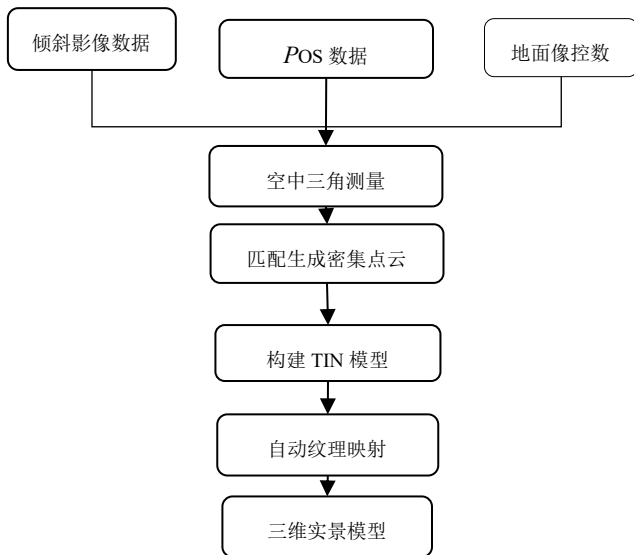 倾斜影像数据
POS 数据
地面像控数
空中三角测量
匹配生成密集点云
构建 TIN 模型
自动纹理映射
三维实景模型